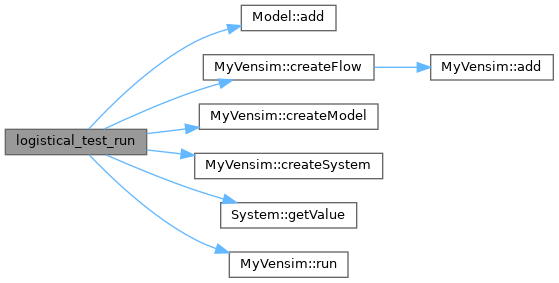 Model::add
MyVensim::createFlow
MyVensim::add
MyVensim::createModel
logistical_test_run
MyVensim::createSystem
System::getValue
MyVensim::run